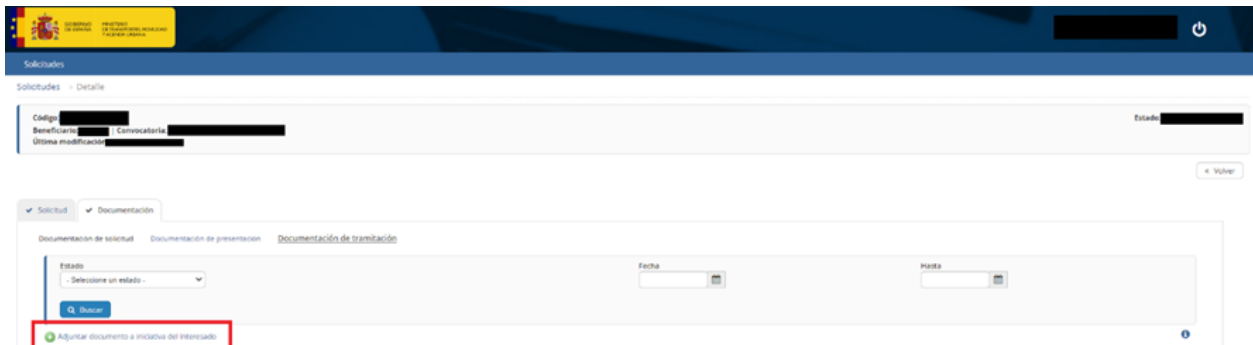 GOBIERNO DE ESPAÑA
MINISTERIO DE TRANSPORTES, MOVILIDAD Y AGENDA URBANA
Solicitudes
Solicitudes > Detalle
Código:
Estado:
Beneficiario: | Convocatoria:
Última modificación
« Volver
Solicitud Documentación
Documentación de solicitud Documentación de presentación Documentación de tramitación
Estado Fecha Hasta
- Seleccione un estado -
Buscar
Adjuntar documento a iniciativa del interesado